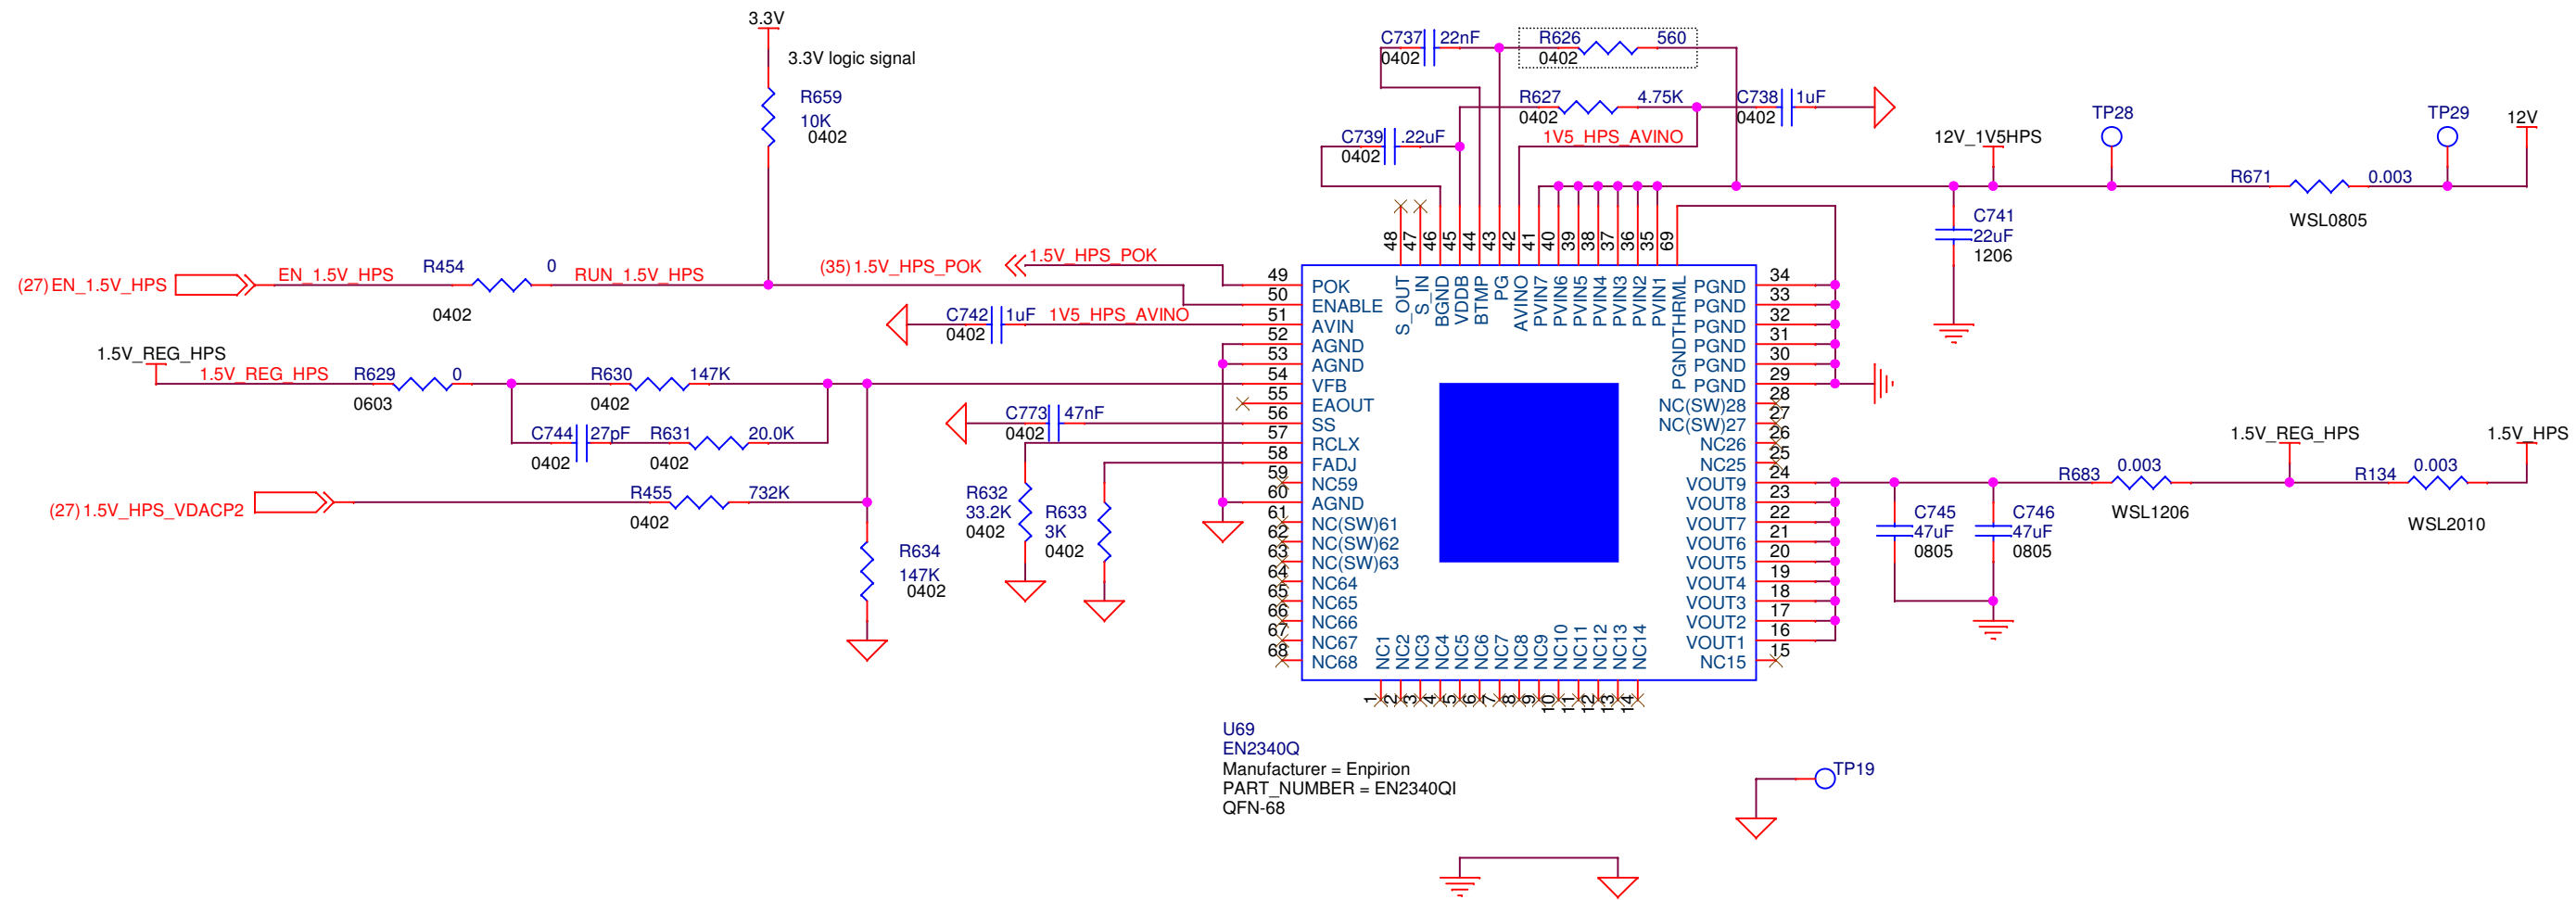 3.3V
3.3V logic signal
R659
10K
0402
C737 22nF
0402
R626 560
0402
R627 4.75K
0402
C738 1uF
0402
C739 .22uF
0402
1V5_HPS_AVINO
12V_1V5HPS
TP28
TP29
12V
R671 0.003
WSL0805
C741
22uF
1206
(27) EN_1.5V_HPS
EN_1.5V_HPS
R454 0
0402
RUN_1.5V_HPS
(35) 1.5V_HPS_POK
1.5V_HPS_POK
C742 1uF
0402
1V5_HPS_AVINO
1.5V_REG_HPS
1.5V_REG_HPS
R629 0
0603
R630 147K
0402
C744 27pF
0402
R631 20.0K
0402
C773 47nF
0402
(27) 1.5V_HPS_VDACP2
R455 732K
0402
R634
147K
0402
R632
33.2K
0402
R633
3K
0402
48 47 46 45 44 43 42 41 40 39 38 37 36 35 69
S_OUT S_IN BGND VDDB BTMP PG AVINO PVIN7 PVIN6 PVIN5 PVIN4 PVIN3 PVIN2 PVIN1 PGNDTHRML
49 POK
50 ENABLE
51 AVIN
52 AGND
53 AGND
54 VFB
55 EAOUT
56 SS
57 RCLX
58 FADJ
59 NC59
60 AGND
61 NC(SW)61
62 NC(SW)62
63 NC(SW)63
64 NC64
65 NC65
66 NC66
67 NC67
68 NC68
PGND 34
PGND 33
PGND 32
PGND 31
PGND 30
PGND 29
NC(SW)28 28
NC(SW)27 27
NC26 26
NC25 25
VOUT9 24
VOUT8 23
VOUT7 22
VOUT6 21
VOUT5 20
VOUT4 19
VOUT3 18
VOUT2 17
VOUT1 16
NC15 15
NC1 NC2 NC3 NC4 NC5 NC6 NC7 NC8 NC9 NC10 NC11 NC12 NC13 NC14
1 2 3 4 5 6 7 8 9 10 11 12 13 14
1.5V_REG_HPS
1.5V_HPS
R683 0.003
WSL1206
R134 0.003
WSL2010
C745
47uF
0805
C746
47uF
0805
U69
EN2340Q
Manufacturer = Enpirion
PART_NUMBER = EN2340QI
QFN-68
TP19